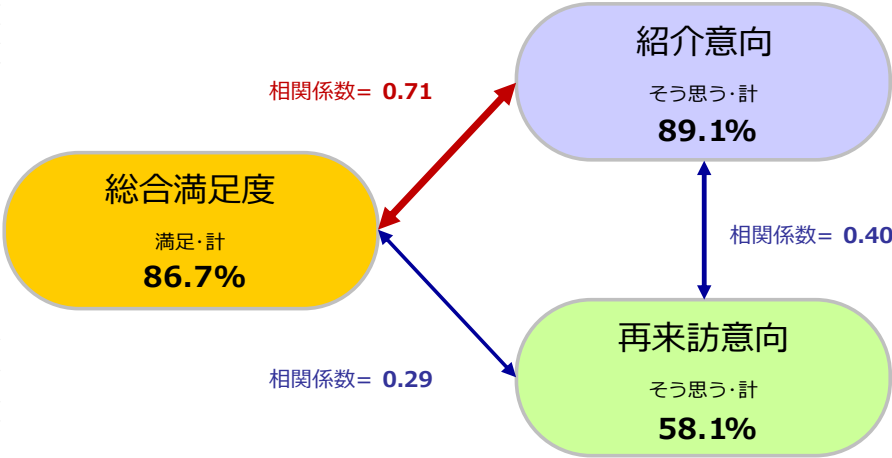 紹介意向
そう思う・計
89.1%
相関係数= 0.71
総合満足度
満足・計
86.7%
相関係数= 0.40
再来訪意向
そう思う・計
58.1%
相関係数= 0.29